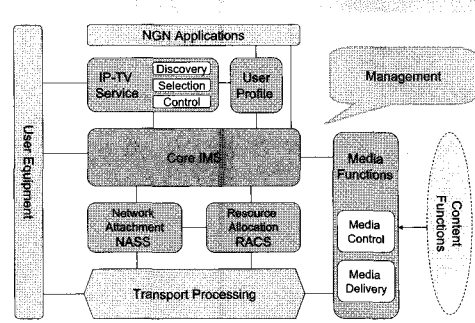 NGN Applications
IP-TV
Service
Discovery
Selection
Control
User
Profile
Management
User Equipment
Core IMS
Media
Functions
Network
Attachment
NASS
Resource
Allocation
RACS
Media
Control
Media
Delivery
Content
Functions
Transport Processing